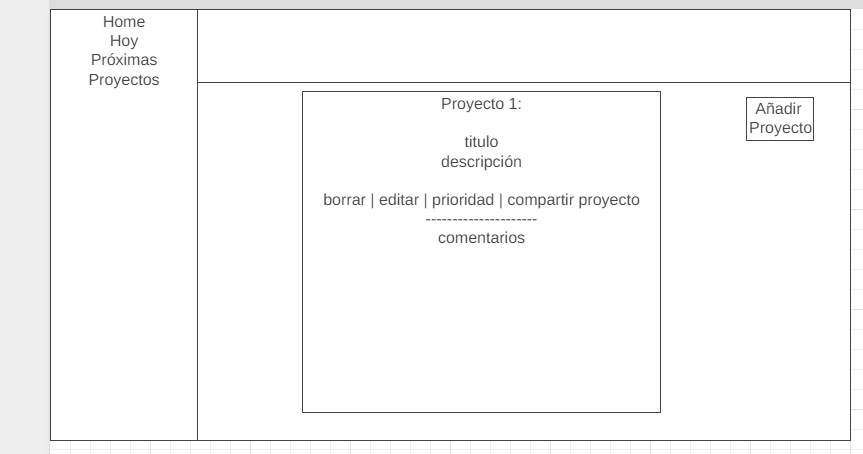 Home
Hoy
Próximas
Proyectos
Proyecto 1:
titulo
descripción
borrar | editar | prioridad | compartir proyecto
---------------------
comentarios
Añadir
Proyecto